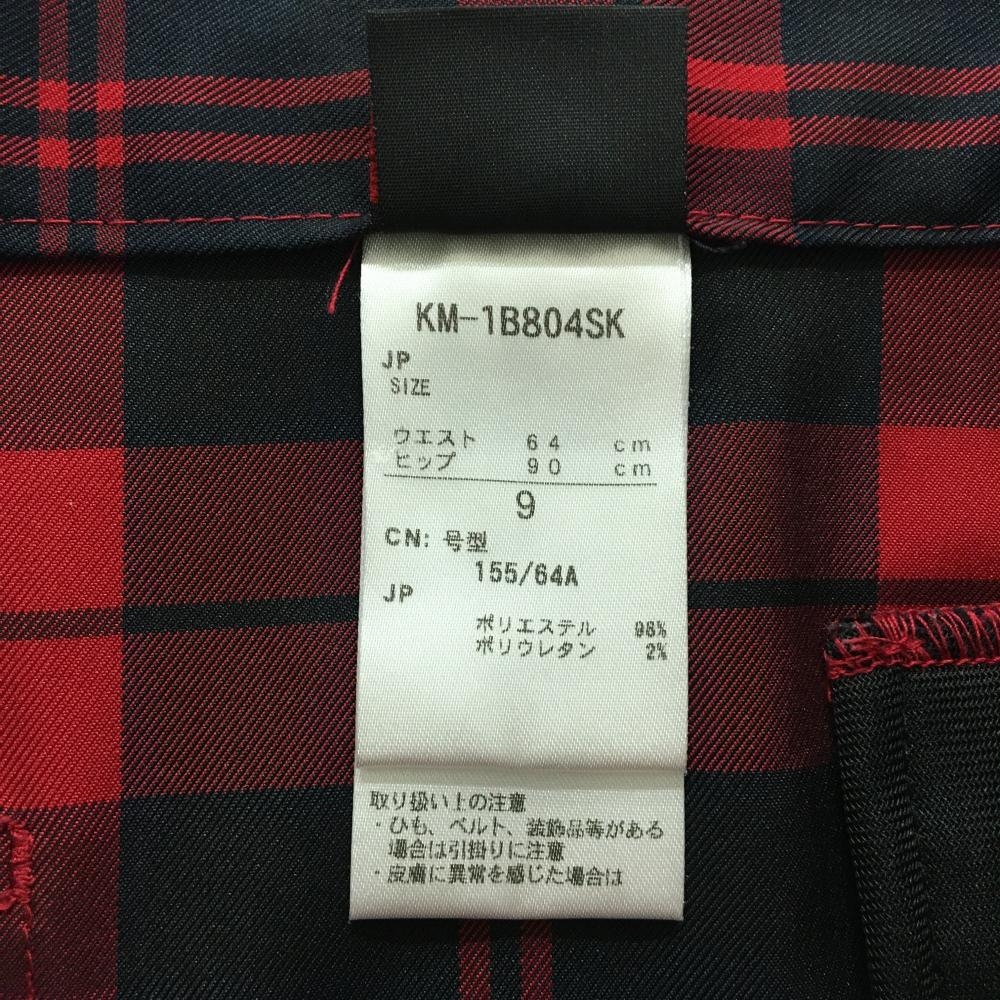 KM-1B804SK
JP
SIZE
ウエスト 64 cm
ヒップ 90 cm
9
CN: 号型
155/64A
JP
ポリエステル 98%
ポリウレタン 2%
取り扱い上の注意
・ひも、ベルト、装飾品等がある
場合は引掛りに注意
・皮膚に異常を感じた場合は